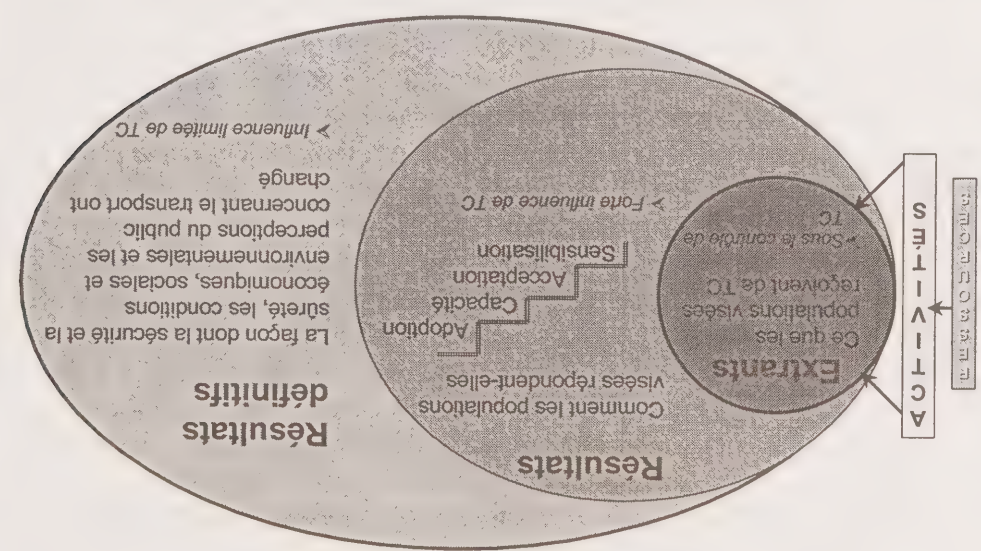 RESSOURCES
ACTIVITÉS
Extrants
Ce que les
populations visées
reçoivent de TC
➢ Sous le contrôle de
TC
Résultats
Comment les populations
visées répondent-elles
Adoption
Capacité
Acceptation
Sensibilisation
➢ Forte influence de TC
Résultats
définitifs
La façon dont la sécurité et la
sûreté, les conditions
économiques, sociales et
environnementales et les
perceptions du public
concernant le transport ont
changé
➢ Influence limitée de TC